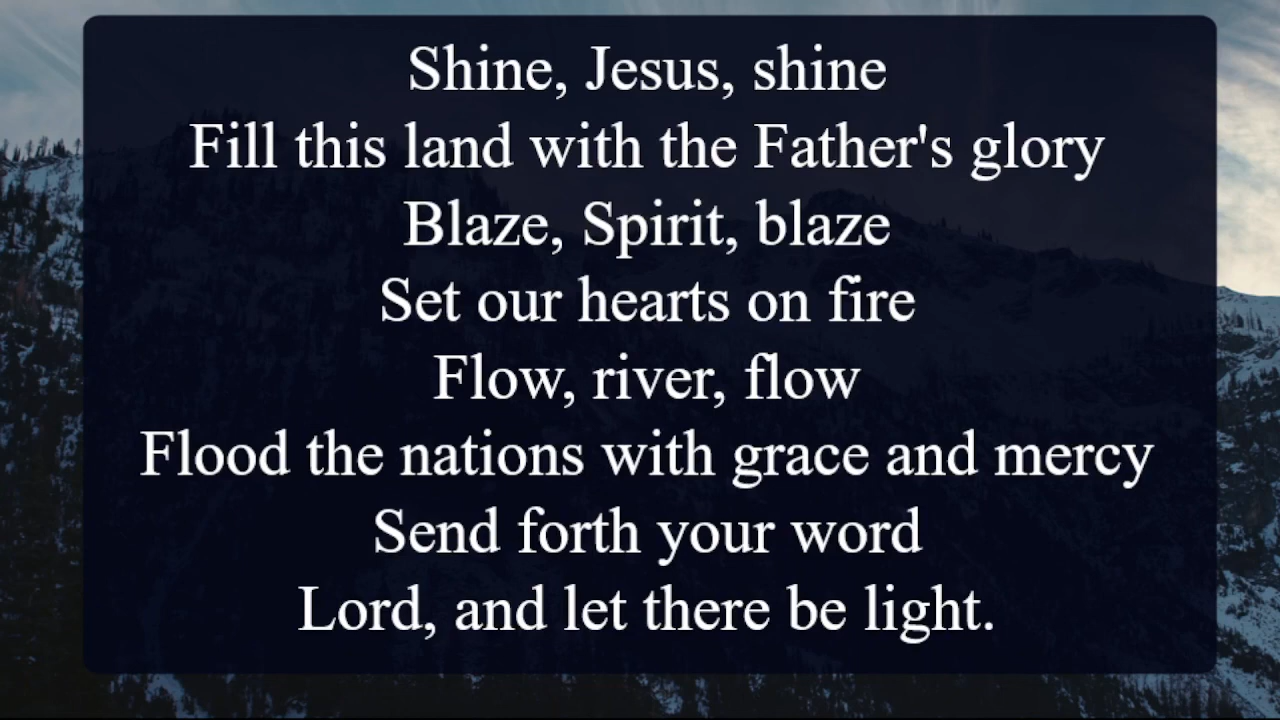 Shine, Jesus, shine
Fill this land with the Father's glory
Blaze, Spirit, blaze
Set our hearts on fire
Flow, river, flow
Flood the nations with grace and mercy
Send forth your word
Lord, and let there be light.